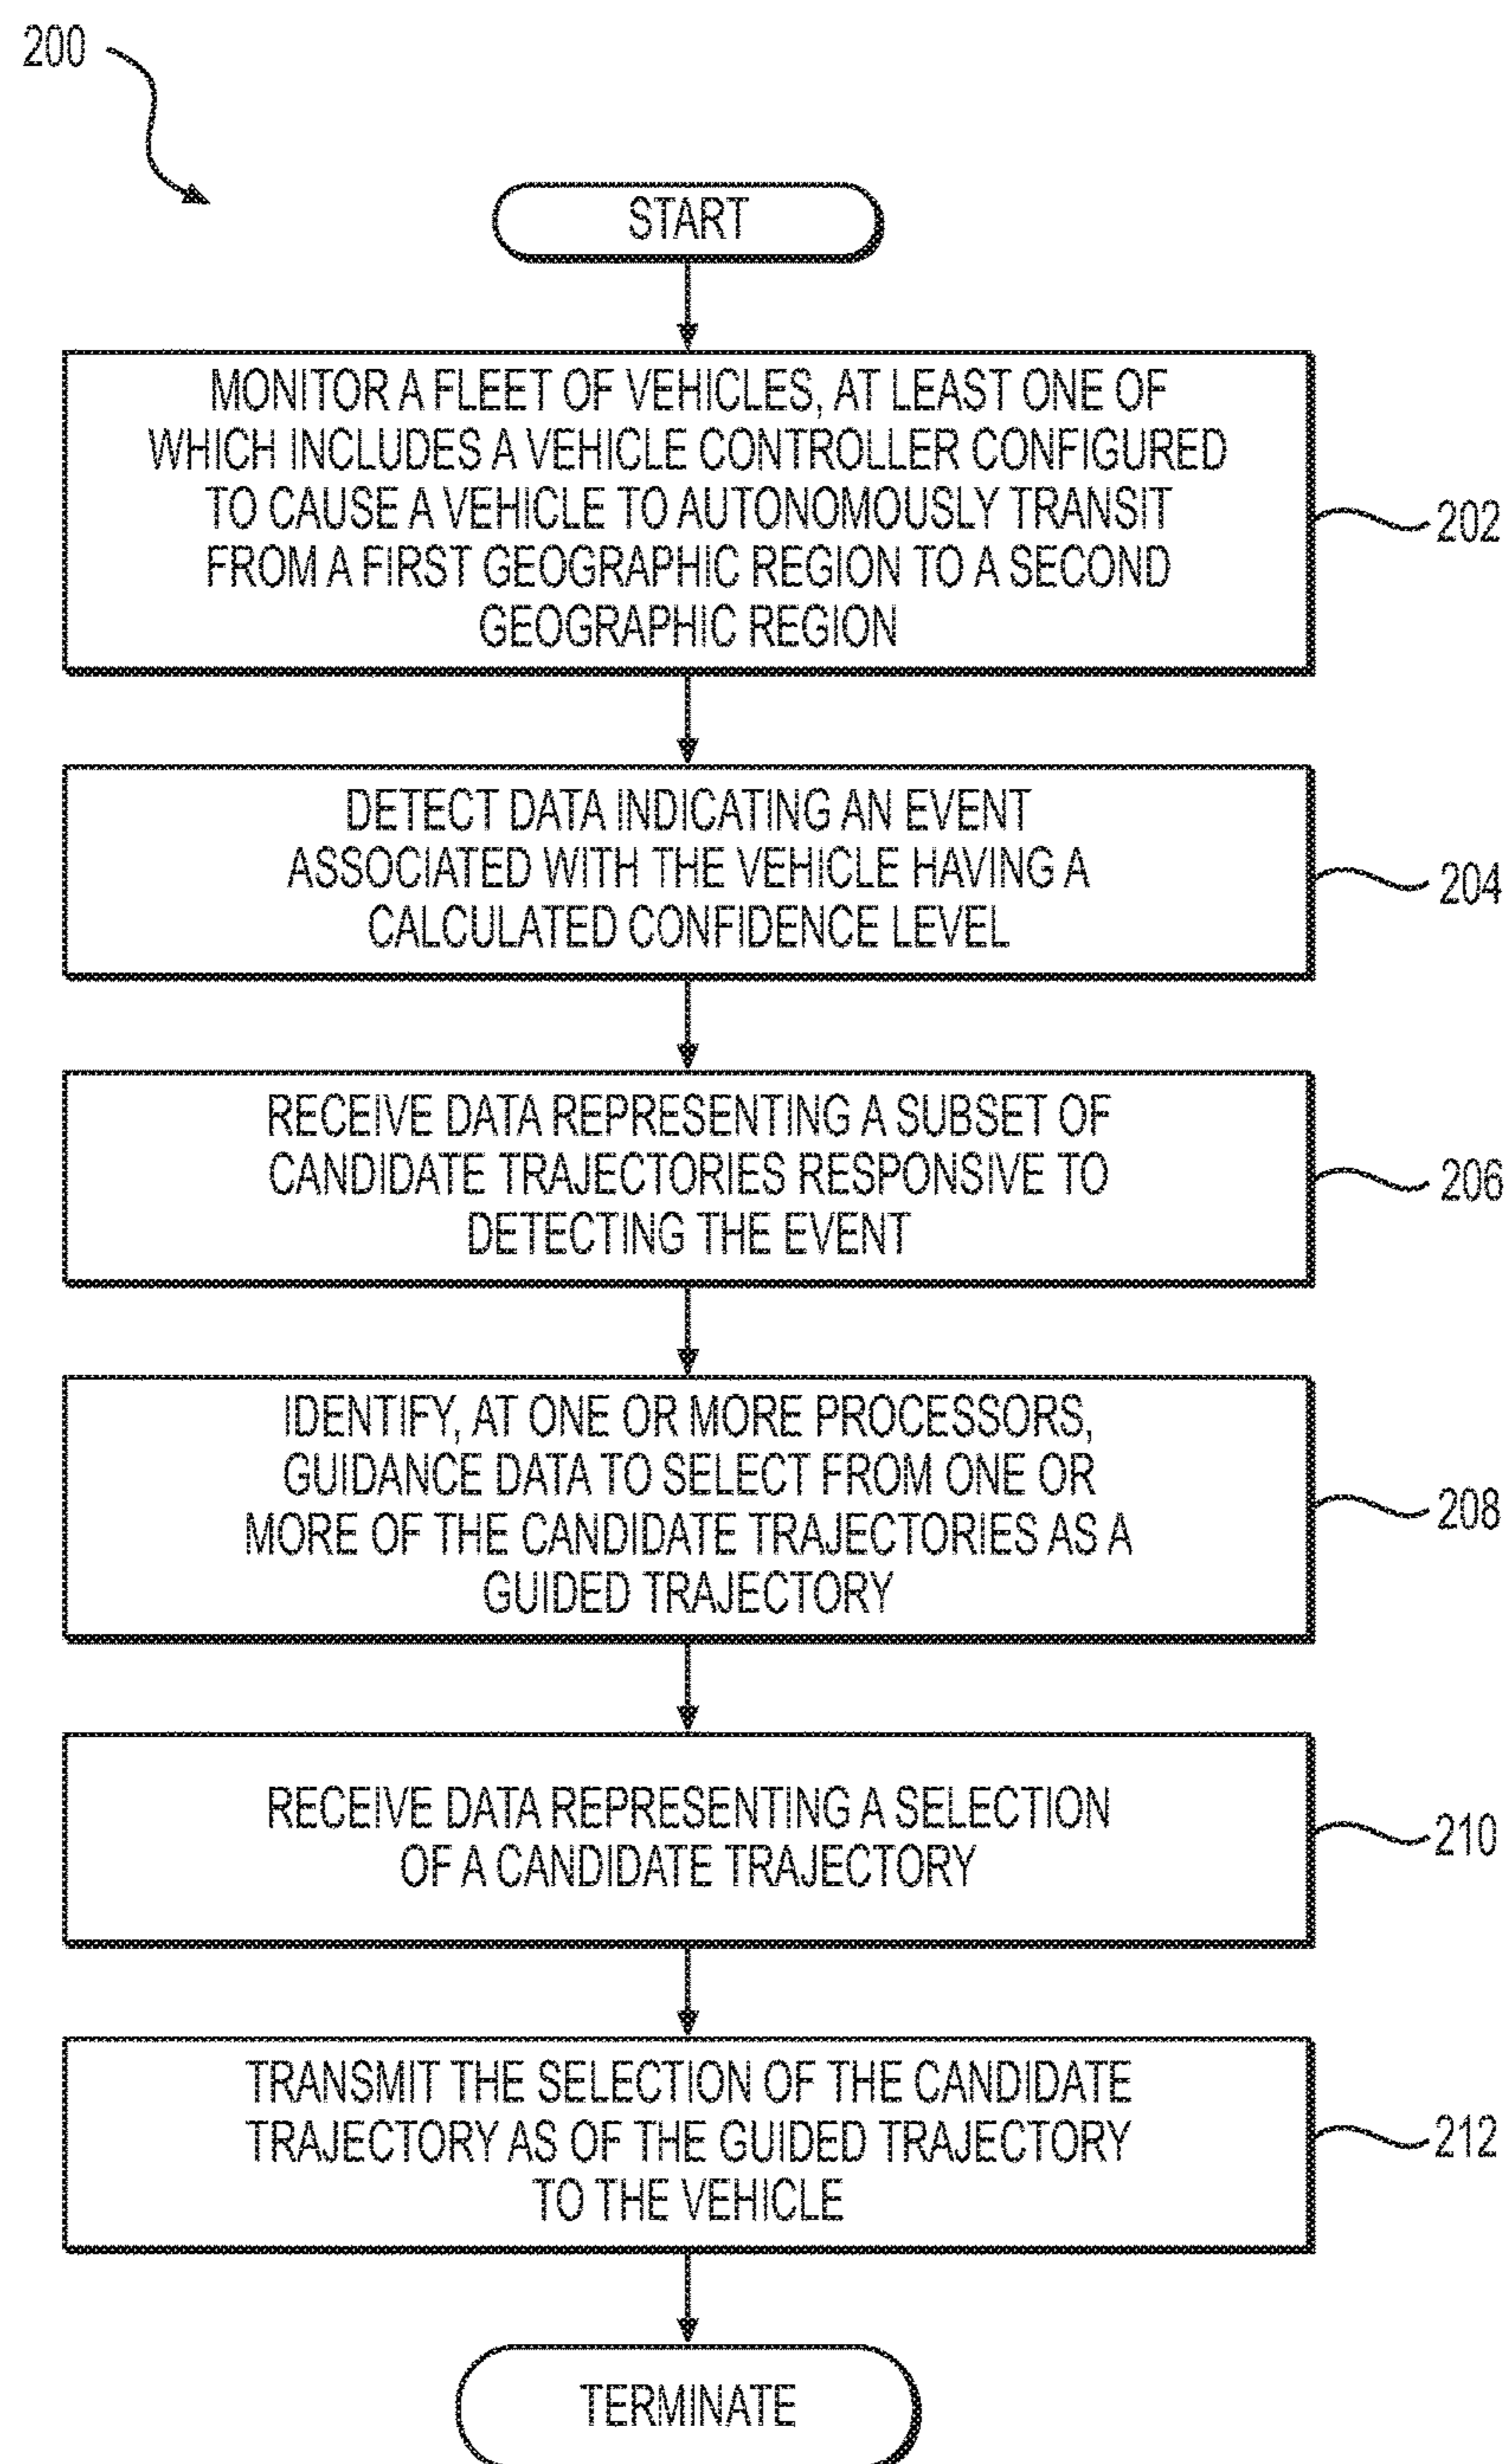 200
START
MONITOR A FLEET OF VEHICLES, AT LEAST ONE OF
WHICH INCLUDES A VEHICLE CONTROLLER CONFIGURED
TO CAUSE A VEHICLE TO AUTONOMOUSLY TRANSIT
FROM A FIRST GEOGRAPHIC REGION TO A SECOND
GEOGRAPHIC REGION
202
DETECT DATA INDICATING AN EVENT
ASSOCIATED WITH THE VEHICLE HAVING A
CALCULATED CONFIDENCE LEVEL
204
RECEIVE DATA REPRESENTING A SUBSET OF
CANDIDATE TRAJECTORIES RESPONSIVE TO
DETECTING THE EVENT
206
IDENTIFY, AT ONE OR MORE PROCESSORS,
GUIDANCE DATA TO SELECT FROM ONE OR
MORE OF THE CANDIDATE TRAJECTORIES AS A
GUIDED TRAJECTORY
208
RECEIVE DATA REPRESENTING A SELECTION
OF A CANDIDATE TRAJECTORY
210
TRANSMIT THE SELECTION OF THE CANDIDATE
TRAJECTORY AS OF THE GUIDED TRAJECTORY
TO THE VEHICLE
212
TERMINATE